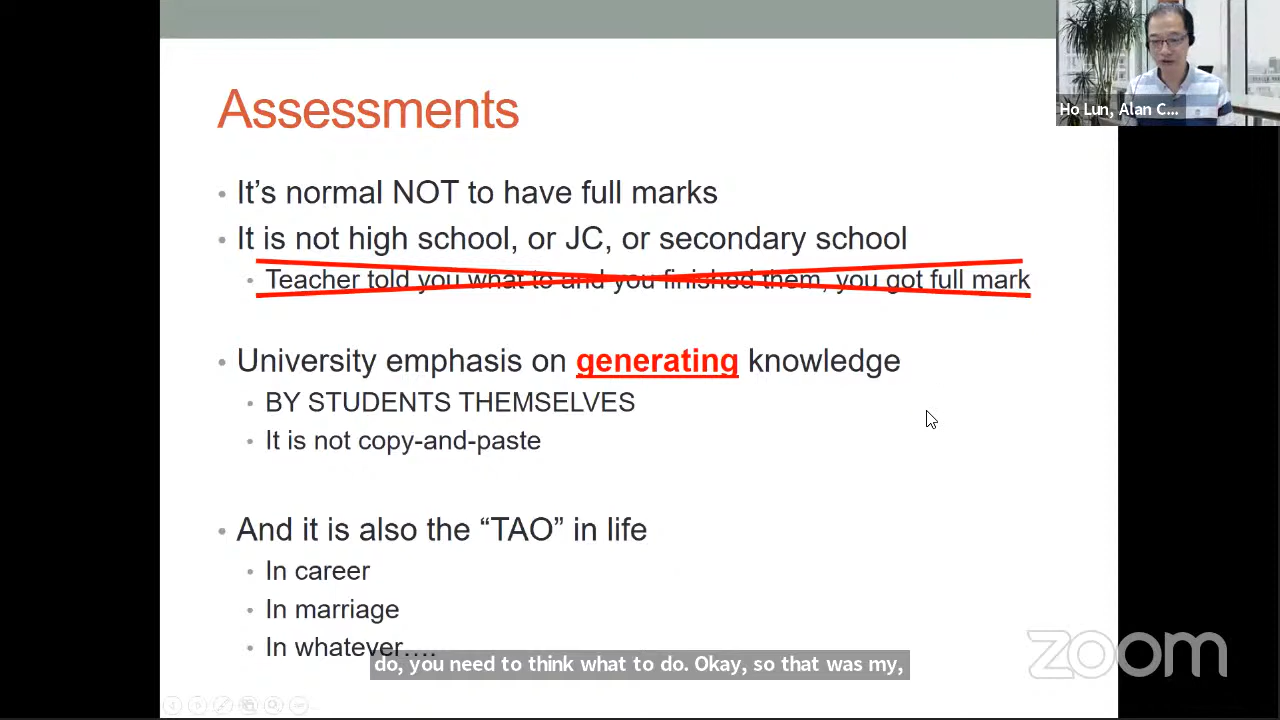 Ho Lun, Alan C...
Assessments
• It’s normal NOT to have full marks
• It is not high school, or JC, or secondary school
• Teacher told you what to and you finished them, you got full mark
• University emphasis on generating knowledge
• BY STUDENTS THEMSELVES
• It is not copy-and-paste
• And it is also the “TAO” in life
• In career
• In marriage
• In whatever….
do, you need to think what to do. Okay, so that was my,
zoom